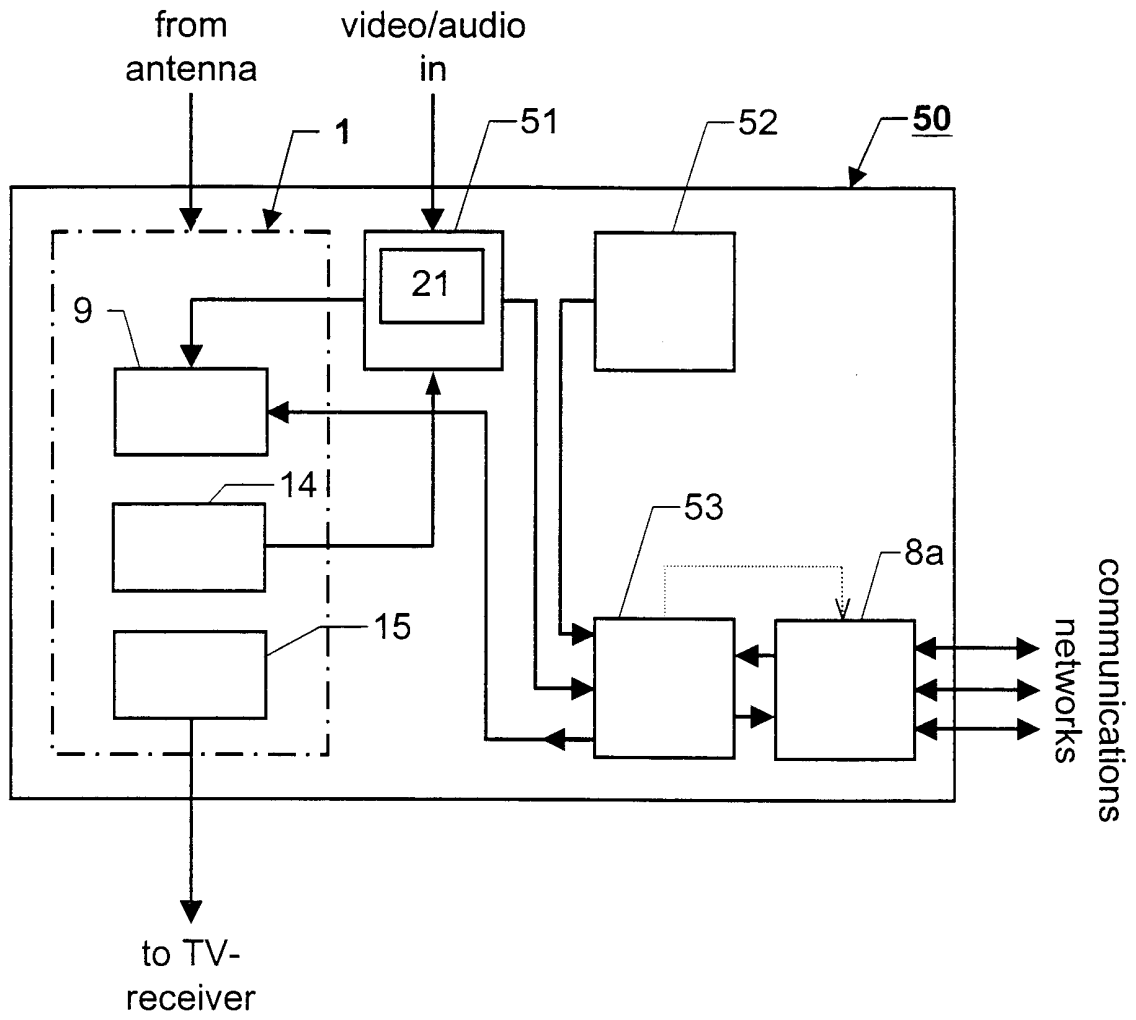 from
antenna
video/audio
in
1
51
52
50
21
9
14
53
8a
15
communications
networks
to TV-
receiver